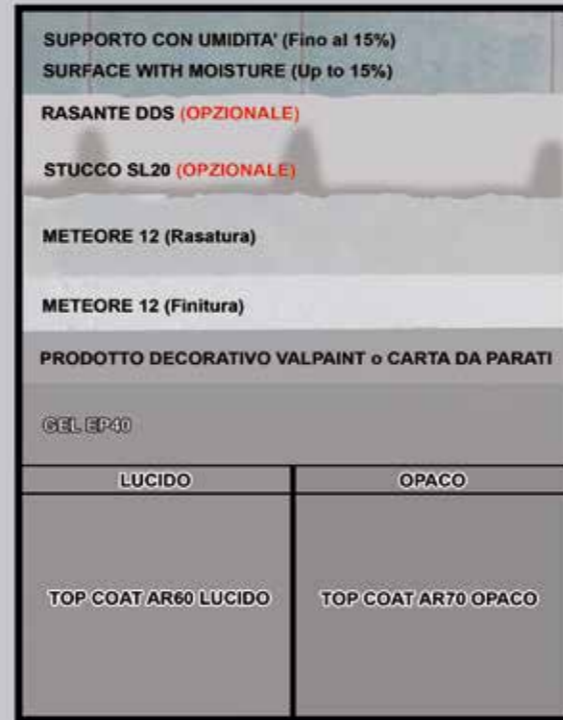 SUPPORTO CON UMIDITA' (Fino al 15%)
SURFACE WITH MOISTURE (Up to 15%)
RASANTE DDS (OPZIONALE)
STUCCO SL20 (OPZIONALE)
METEORE 12 (Rasatura)
METEORE 12 (Finitura)
PRODOTTO DECORATIVO VALPAINT o CARTA DA PARATI
GEL EP40
LUCIDO
OPACO
TOP COAT AR60 LUCIDO
TOP COAT AR70 OPACO